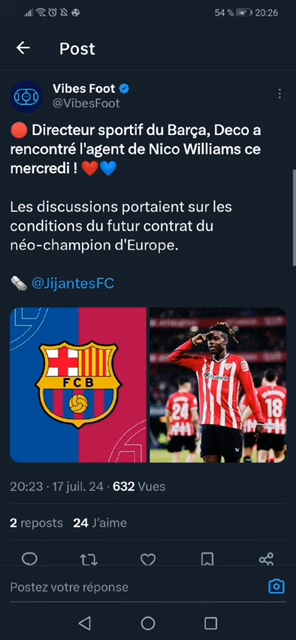 54 % 20:26
Post
Vibes Foot
@VibesFoot
🔴 Directeur sportif du Barça, Deco a
rencontré l'agent de Nico Williams ce
mercredi ! ❤️💙
Les discussions portaient sur les
conditions du futur contrat du
néo-champion d'Europe.
🗞️ @JijantesFC
FCB
24
18
20:23 · 17 juil. 24 · 632 Vues
2 reposts 24 J'aime
Postez votre réponse